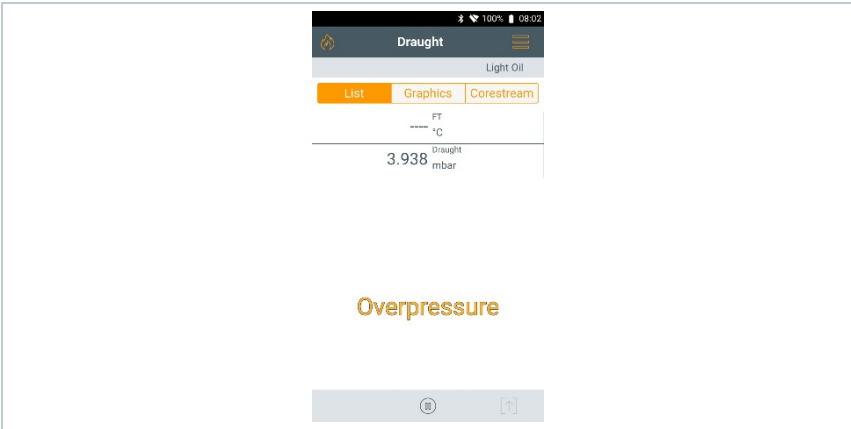 100% 08:02
Draught
Light Oil
List Graphics Corestream
FT
---- °C
Draught
3.938 mbar
Overpressure